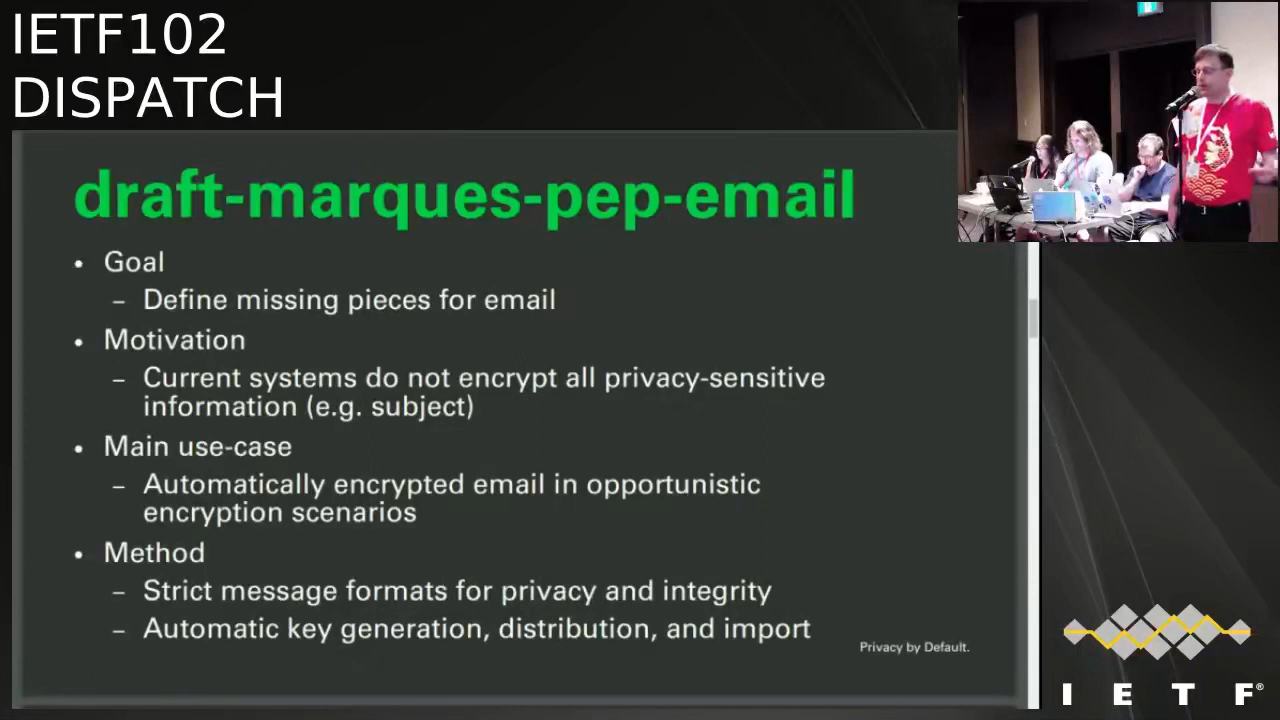 IETF102
DISPATCH
draft-marques-pep-email
• Goal
– Define missing pieces for email
• Motivation
– Current systems do not encrypt all privacy-sensitive
information (e.g. subject)
• Main use-case
– Automatically encrypted email in opportunistic
encryption scenarios
• Method
– Strict message formats for privacy and integrity
– Automatic key generation, distribution, and import
Privacy by Default.
I E T F®